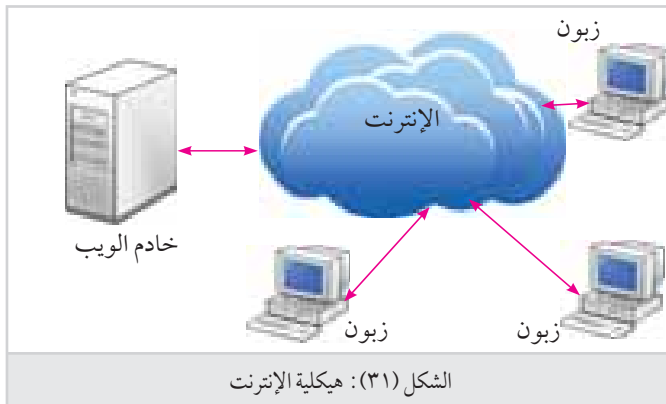 زبون
الإنترنت
خادم الويب
زبون
زبون
الشكل (٣١): هيكلية الإنترنت